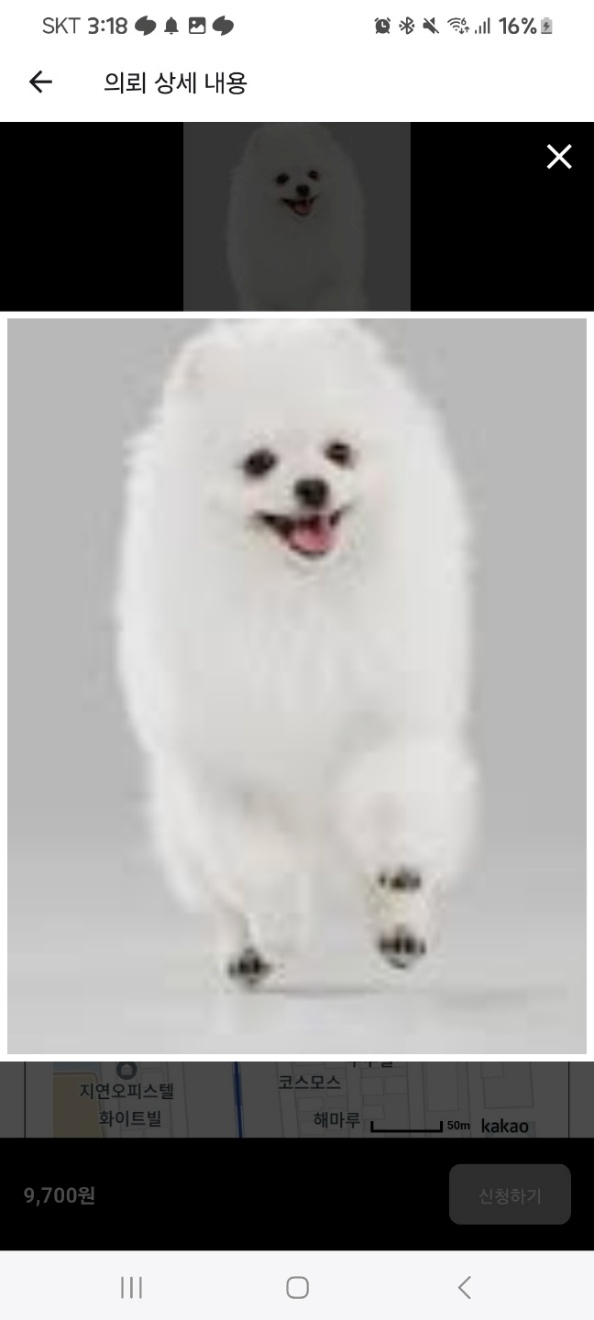 SKT 3:18 16%
의뢰 상세 내용
지연오피스텔
코스모스
화이트빌
해마루
50m kakao
9,700원
신청하기